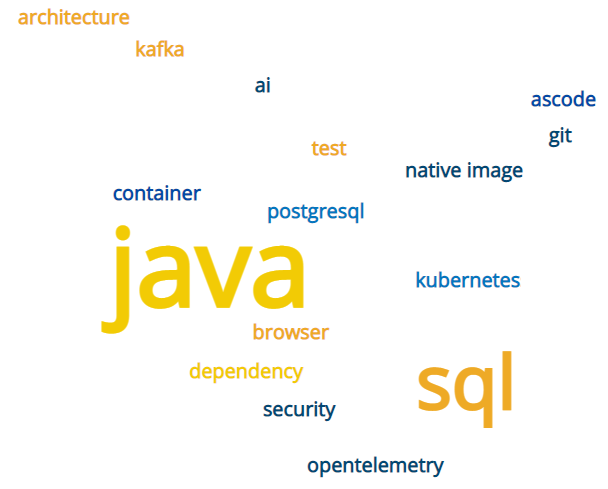 architecture
kafka
ai
ascode
git
test
native image
container
postgresql
java
kubernetes
browser
dependency
sql
security
opentelemetry